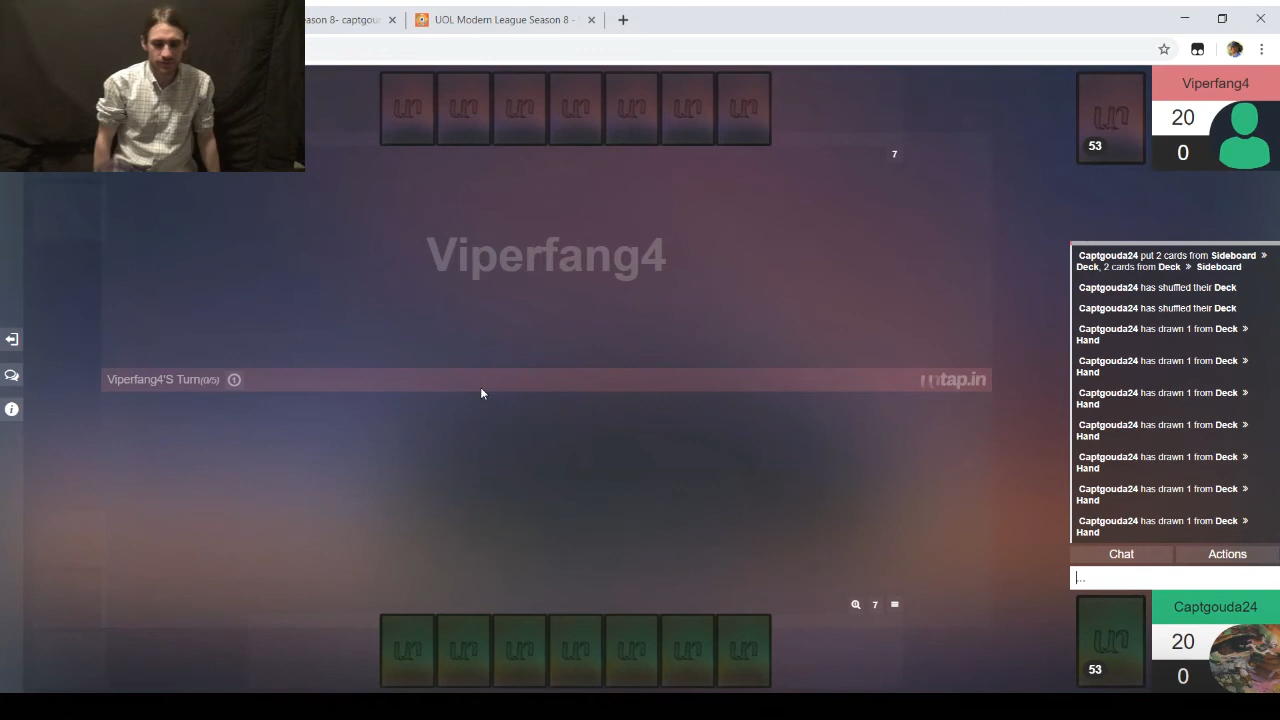 eason 8- captgour
UOL Modern League Season 8 -
Viperfang4
20
53
0
7
Viperfang4
Captgouda24 put 2 cards from Sideboard »
Deck, 2 cards from Deck » Sideboard
Captgouda24 has shuffled their Deck
Captgouda24 has shuffled their Deck
Captgouda24 has drawn 1 from Deck »
Hand
Captgouda24 has drawn 1 from Deck »
Hand
Captgouda24 has drawn 1 from Deck »
Hand
Captgouda24 has drawn 1 from Deck »
Hand
Captgouda24 has drawn 1 from Deck »
Hand
Captgouda24 has drawn 1 from Deck »
Hand
Captgouda24 has drawn 1 from Deck »
Hand
Viperfang4'S Turn(0/5) 1
untap.in
Chat Actions
...
7
Captgouda24
20
53
0